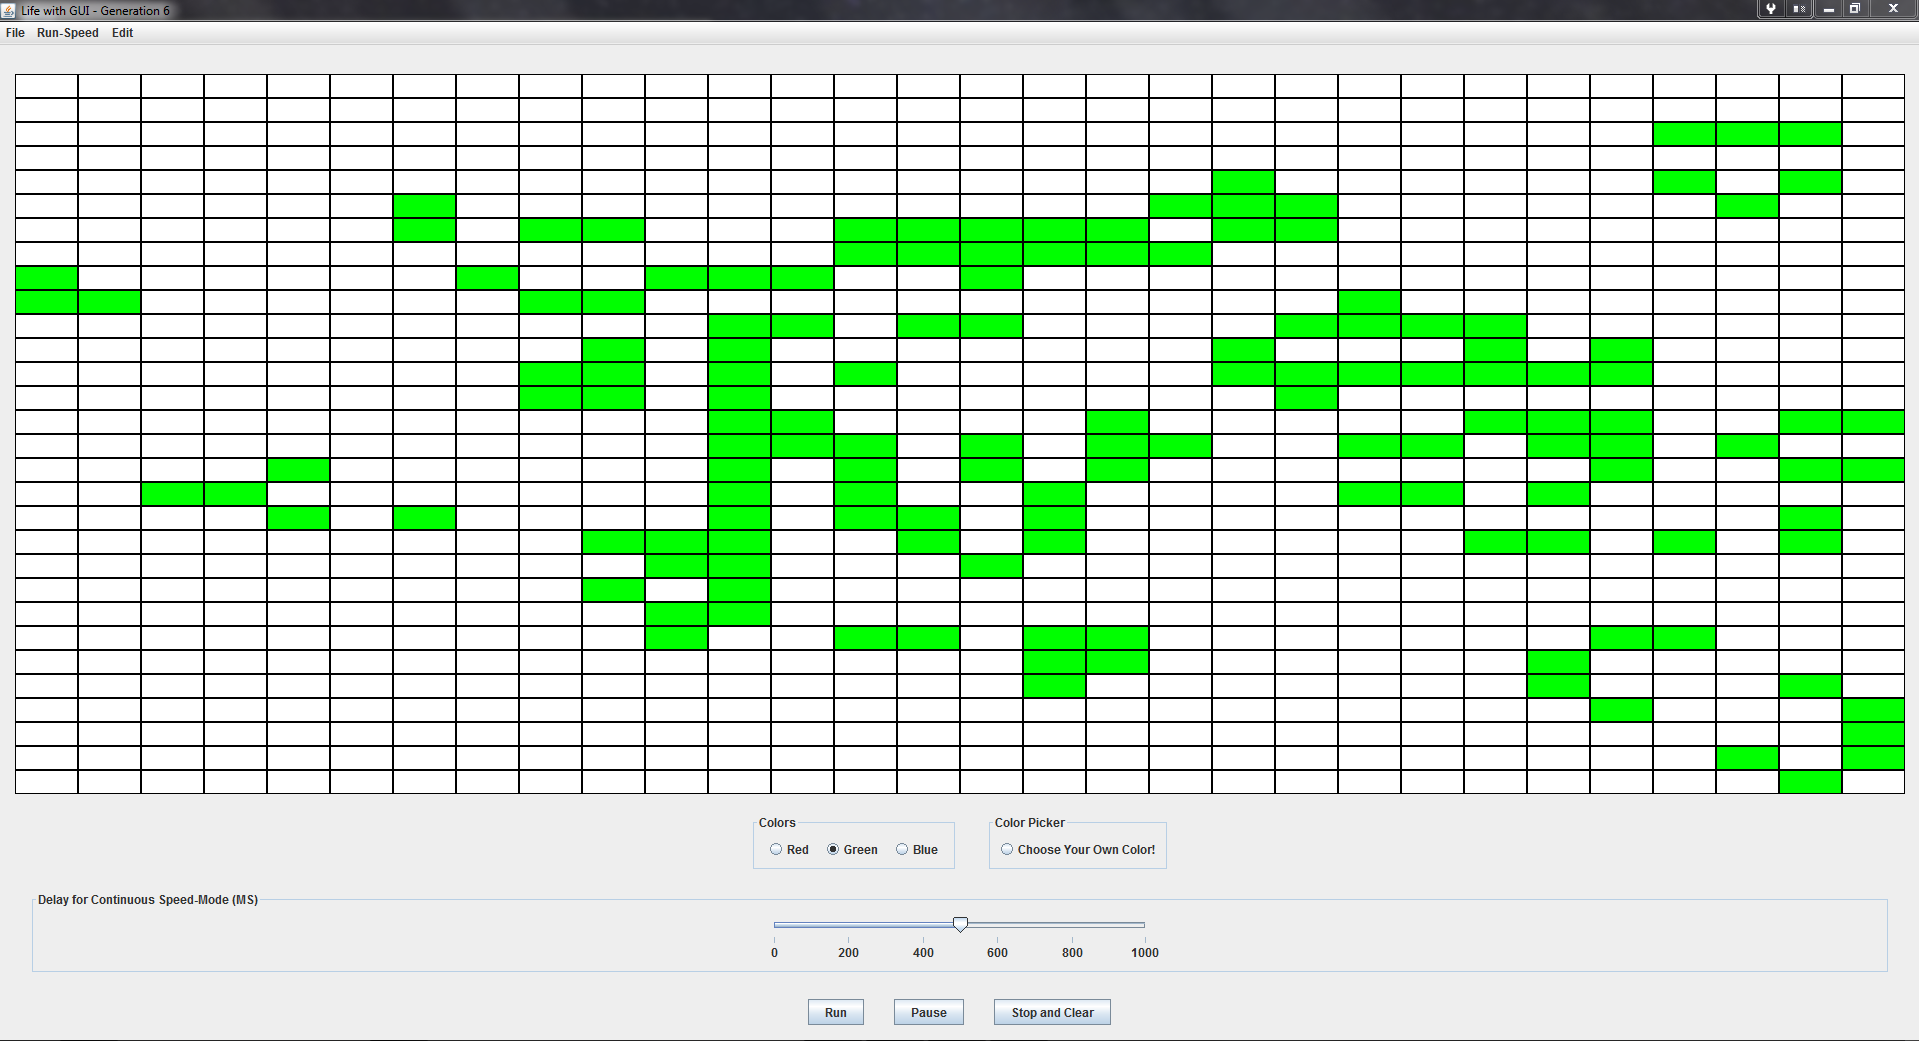 Life with GUI - Generation 6
File Run-Speed Edit
Colors
Red Green Blue
Color Picker
Choose Your Own Color!
Delay for Continuous Speed-Mode (MS)
0 200 400 600 800 1000
Run Pause Stop and Clear